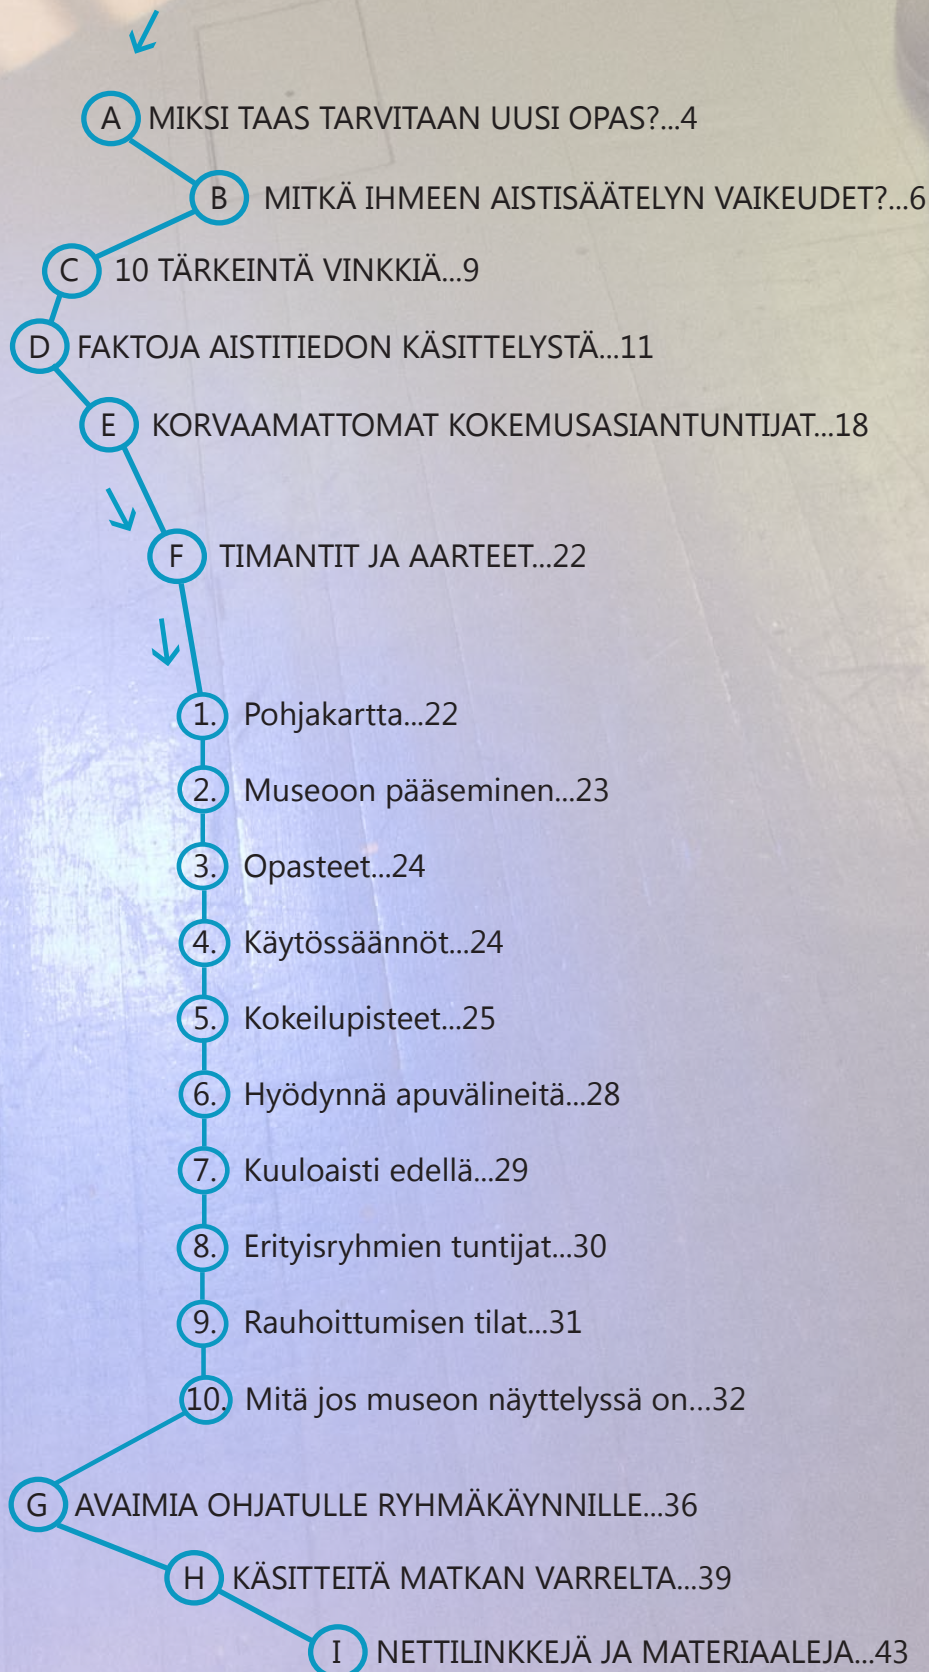 A MIKSI TAAS TARVITAAN UUSI OPAS?...4
B MITKÄ IHMEEN AISTISÄÄTELYN VAIKEUDET?...6
C 10 TÄRKEINTÄ VINKKIÄ...9
D FAKTOJA AISTITIEDON KÄSITTELYSTÄ...11
E KORVAAMATTOMAT KOKEMUSASIANTUNTIJAT...18
F TIMANTIT JA AARTEET...22
1. Pohjakartta...22
2. Museoon pääseminen...23
3. Opasteet...24
4. Käytössäännöt...24
5. Kokeilupisteet...25
6. Hyödynnä apuvälineitä...28
7. Kuuloaisti edellä...29
8. Erityisryhmien tuntijat...30
9. Rauhoittumisen tilat...31
10. Mitä jos museon näyttelyssä on...32
G AVAIMIA OHJATULLE RYHMÄKÄYNNILLE...36
H KÄSITTEITÄ MATKAN VARRELTA...39
I NETTILINKKEJÄ JA MATERIAALEJA...43